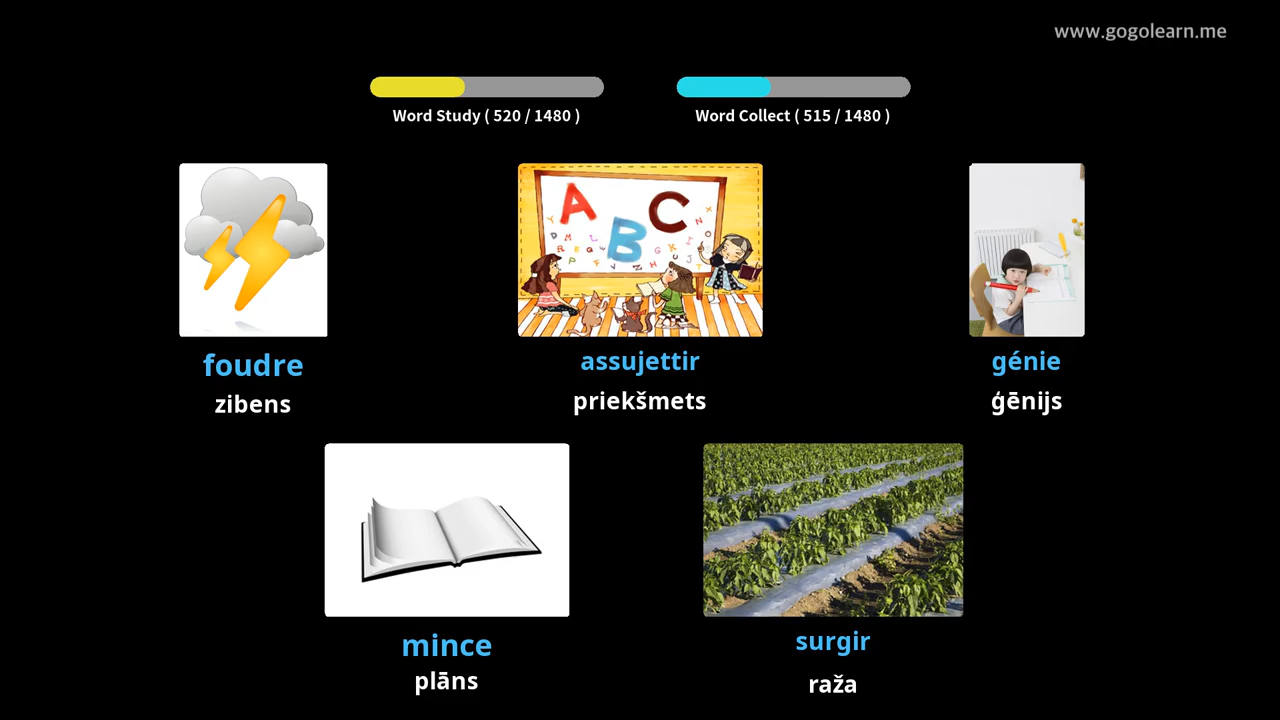 www.gogolearn.me
Word Study ( 520 / 1480 )
Word Collect ( 515 / 1480 )
A B C
foudre
zibens
assujettir
priekšmets
génie
ģēnijs
mince
plāns
surgir
raža